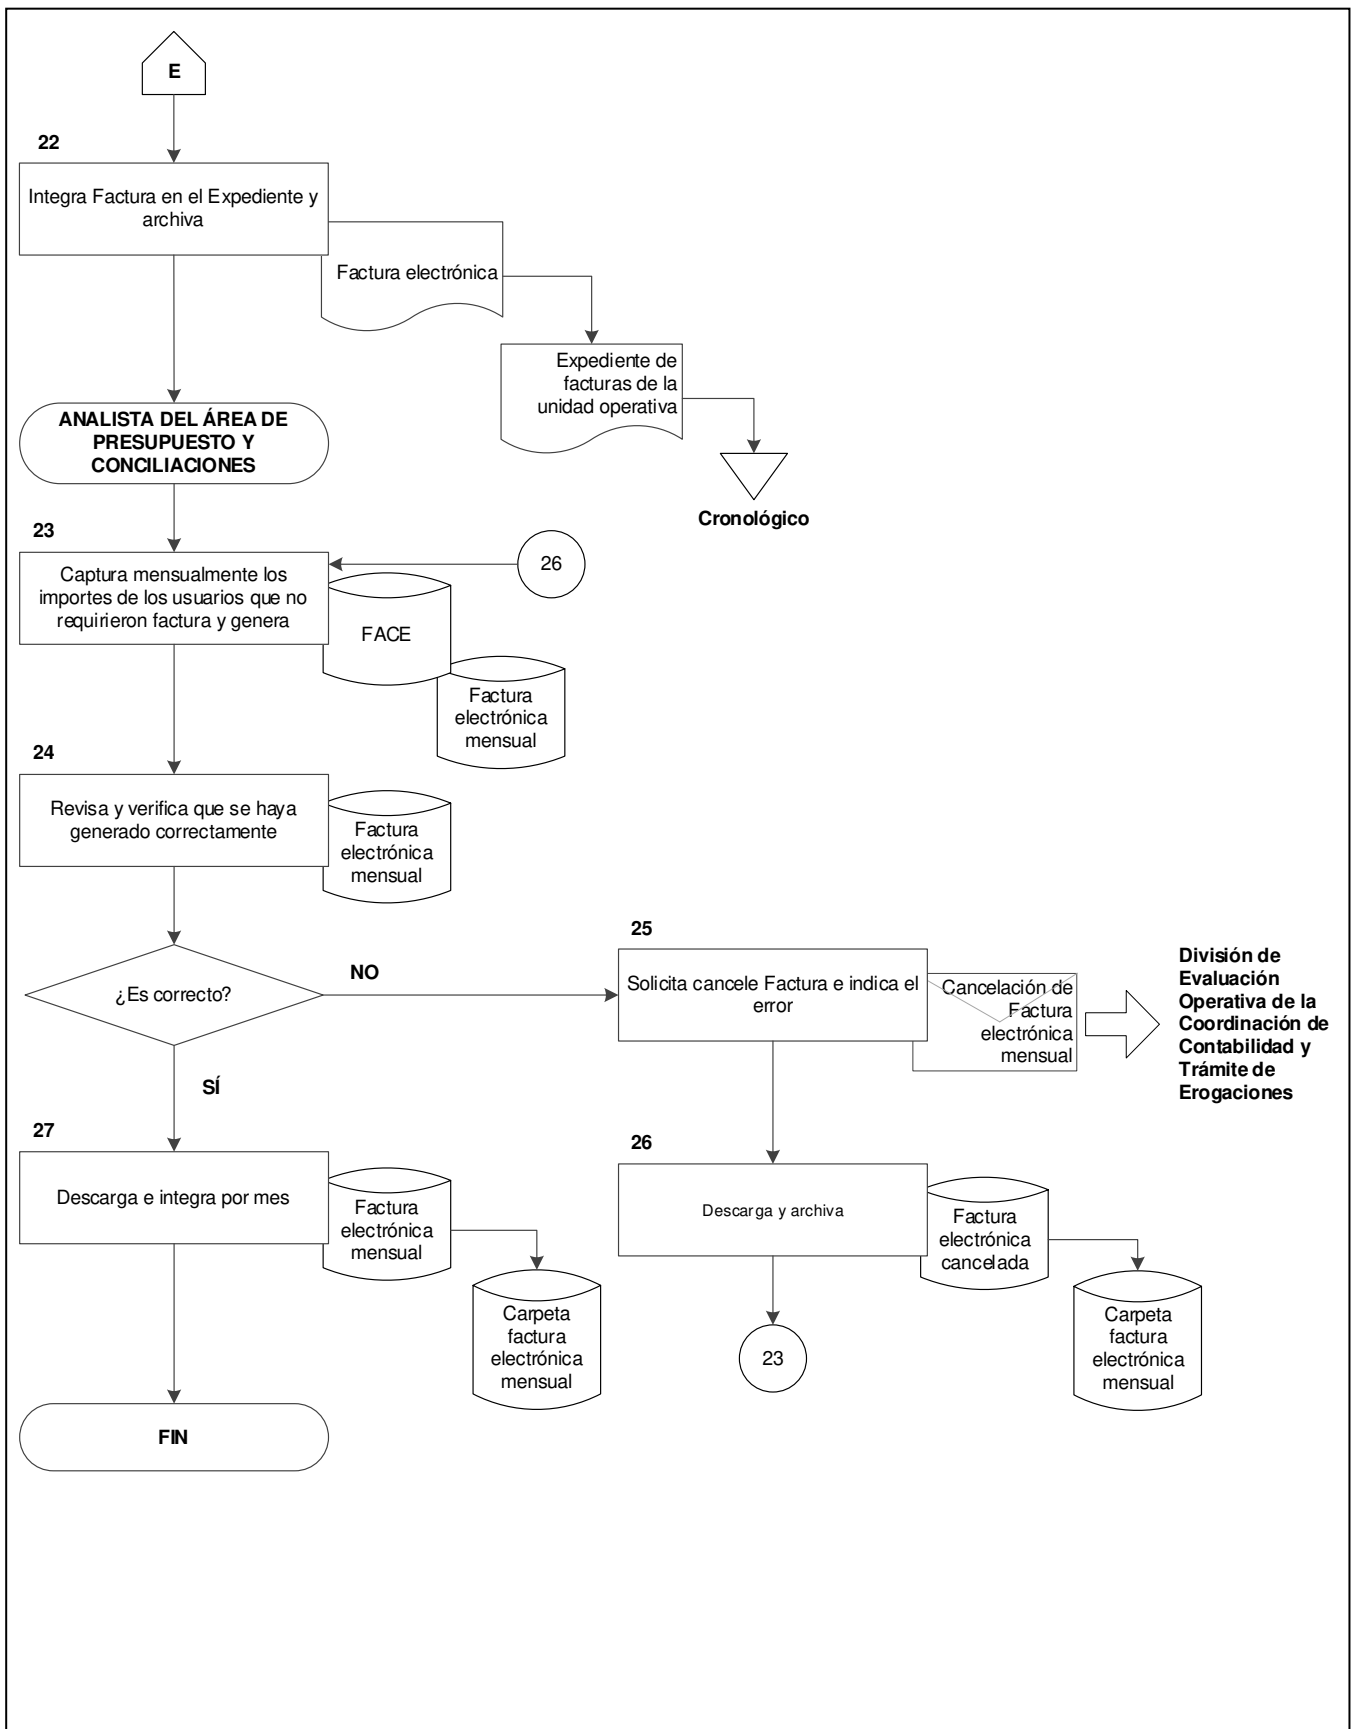 E
22
Integra Factura en el Expediente y
archiva
Factura electrónica
Expediente de
facturas de la
unidad operativa
Cronológico
ANALISTA DEL ÁREA DE
PRESUPUESTO Y
CONCILIACIONES
23
Captura mensualmente los
importes de los usuarios que no
requirieron factura y genera
26
FACE
Factura
electrónica
mensual
24
Revisa y verifica que se haya
generado correctamente
Factura
electrónica
mensual
¿Es correcto?
NO
25
Solicita cancele Factura e indica el
error
Cancelación de
Factura
electrónica
mensual
División de
Evaluación
Operativa de la
Coordinación de
Contabilidad y
Trámite de
Erogaciones
SÍ
27
Descarga e integra por mes
Factura
electrónica
mensual
Carpeta
factura
electrónica
mensual
26
Descarga y archiva
Factura
electrónica
cancelada
Carpeta
factura
electrónica
mensual
23
FIN